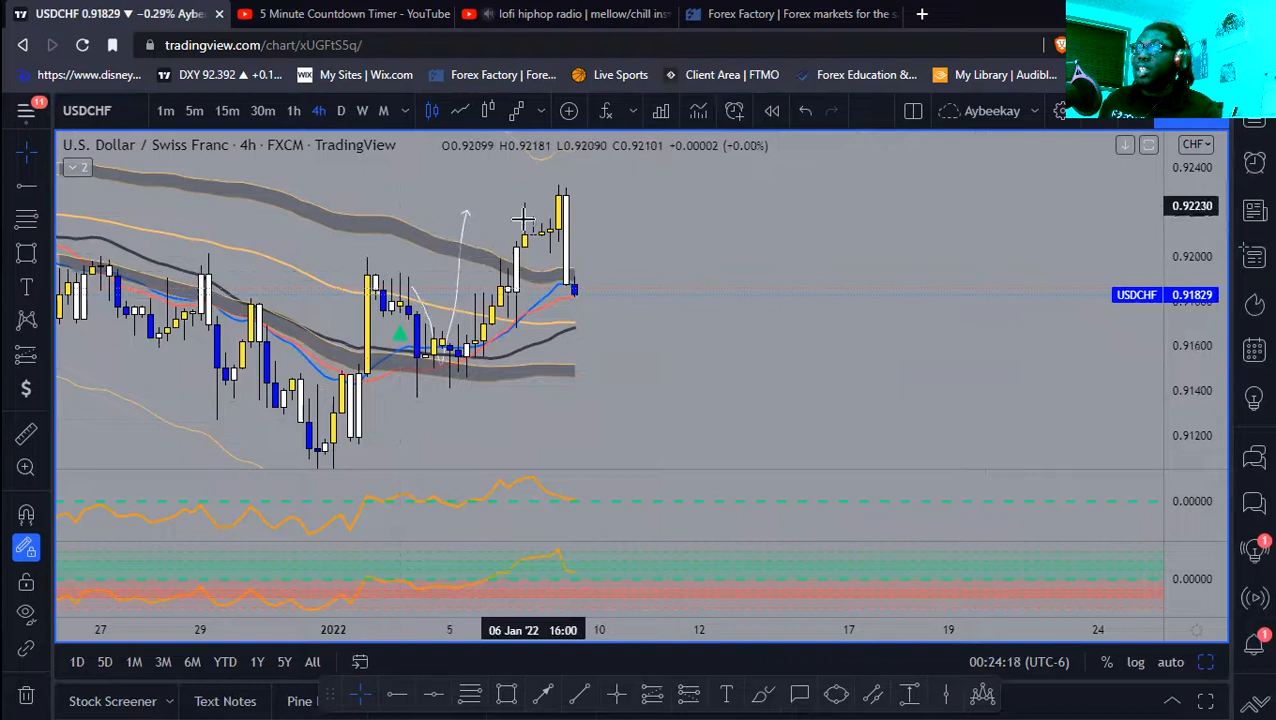 USDCHF 0.91829 ▼ −0.29% Aybe
5 Minute Countdown Timer - YouTube
lofi hiphop radio | mellow/chill ins
Forex Factory | Forex markets for the s
tradingview.com/chart/xUGFtS5q/
https://www.disney...
DXY 92.392 ▲ +0.1...
My Sites | Wix.com
Forex Factory | Fore...
Live Sports
Client Area | FTMO
Forex Education &...
My Library | Audibl...
11
USDCHF
1m 5m 15m 30m 1h 4h D W M
Aybeekay
U.S. Dollar / Swiss Franc · 4h · FXCM · TradingView
O0.92099 H0.92181 L0.92090 C0.92101 +0.00002 (+0.00%)
CHF
2
0.92400
0.92230
0.92000
USDCHF 0.91829
0.91600
0.91400
0.91200
0.00000
0.00000
1
1
27 29 2022 5 06 Jan '22 16:00 10 12 17 19 24
1D 5D 1M 3M 6M YTD 1Y 5Y All
00:24:18 (UTC-6)
% log auto
Stock Screener
Text Notes
Pine